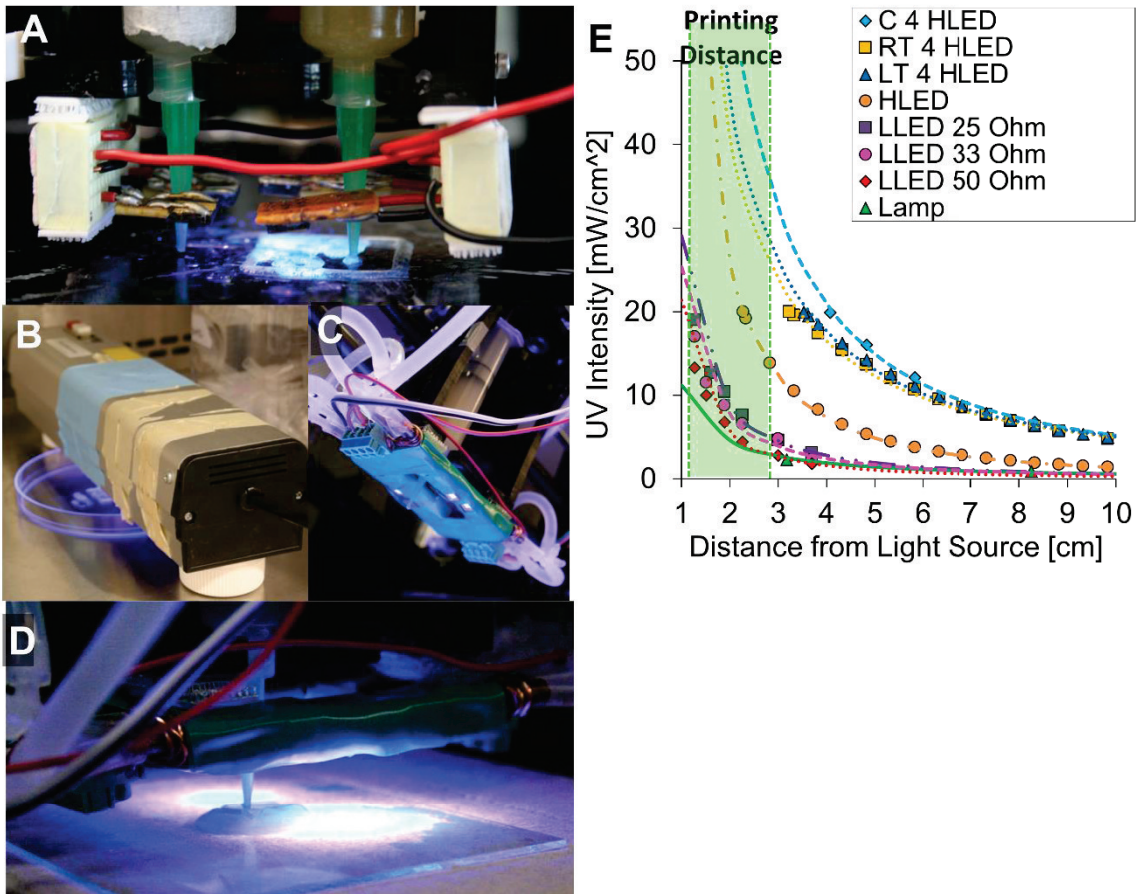 A
B
C
D
E
Printing
Distance
C 4 HLED
RT 4 HLED
LT 4 HLED
HLED
LLED 25 Ohm
LLED 33 Ohm
LLED 50 Ohm
Lamp
UV Intensity [mW/cm^2]
50
40
30
20
10
0
1 2 3 4 5 6 7 8 9 10
Distance from Light Source [cm]